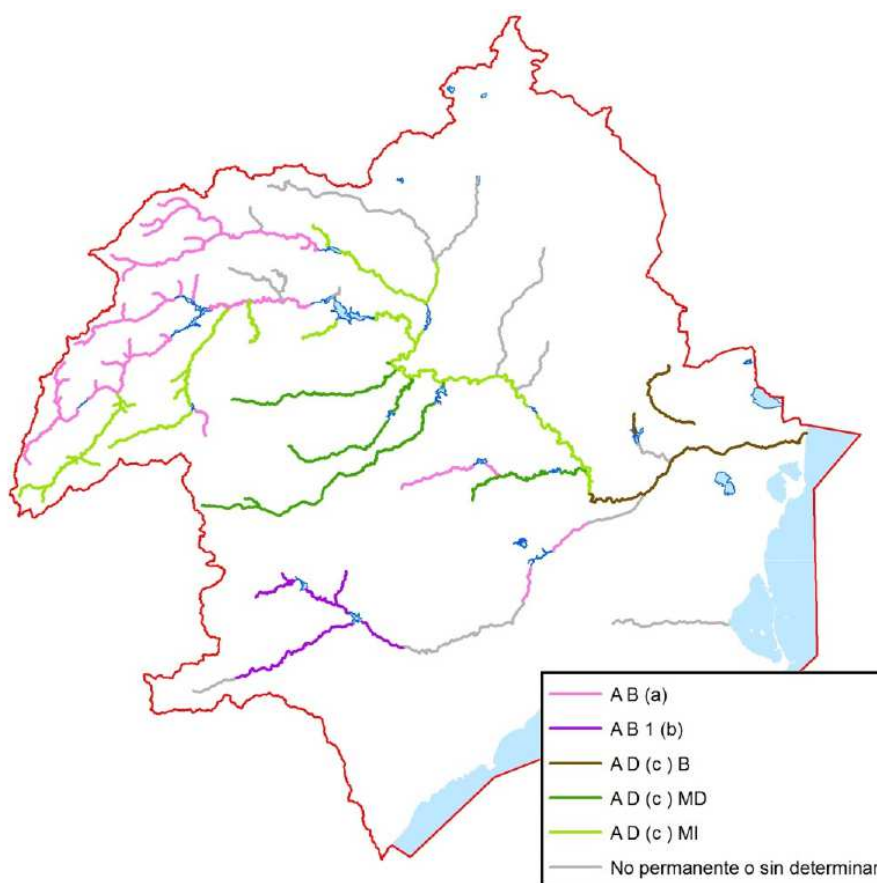 A B (a)
A B 1 (b)
A D (c ) B
A D (c ) MD
A D (c ) MI
No permanente o sin determinar